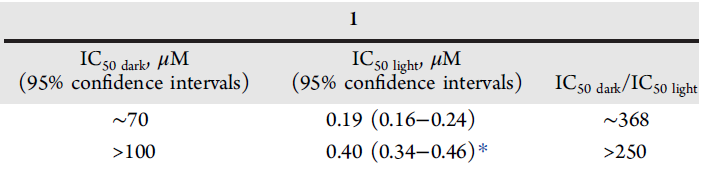 1
IC50 dark, μM IC50 light, μM
(95% confidence intervals) (95% confidence intervals) IC50 dark/IC50 light
∼70 0.19 (0.16−0.24) ∼368
>100 0.40 (0.34−0.46)* >250